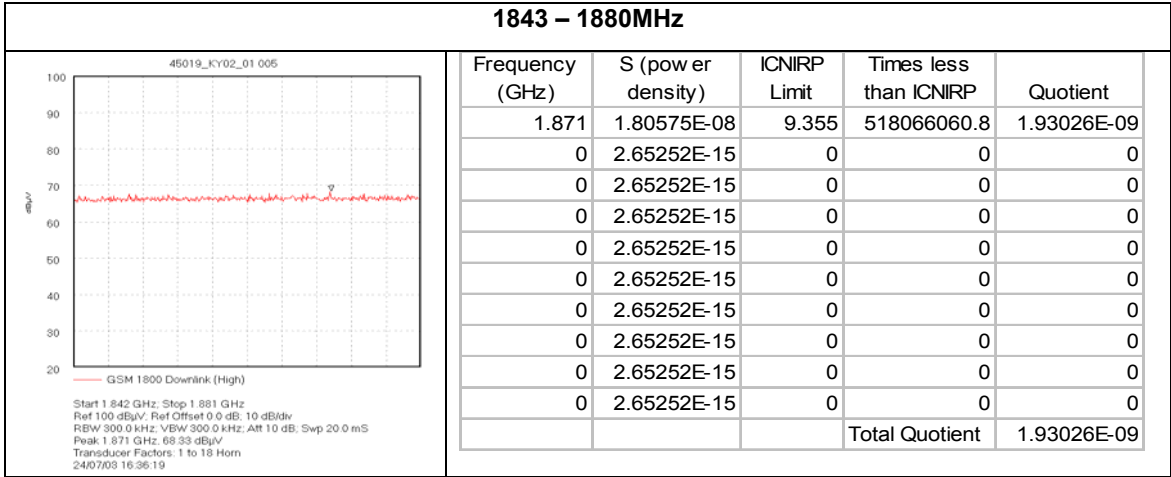 1843 – 1880MHz
45019_KY02_01 005
100
90
80
70
60
50
40
30
20
dBµV
GSM 1800 Downlink (High)
Start 1.842 GHz; Stop 1.881 GHz
Ref 100 dBµV; Ref Offset 0.0 dB; 10 dB/div
RBW 300.0 kHz; VBW 300.0 kHz; Att 10 dB; Swp 20.0 mS
Peak 1.871 GHz, 68.33 dBµV
Transducer Factors: 1 to 18 Horn
24/07/03 16:36:19
Frequency (GHz) S (pow er density) ICNIRP Limit Times less than ICNIRP Quotient
1.871 1.80575E-08 9.355 518066060.8 1.93026E-09
0 2.65252E-15 0 0 0
0 2.65252E-15 0 0 0
0 2.65252E-15 0 0 0
0 2.65252E-15 0 0 0
0 2.65252E-15 0 0 0
0 2.65252E-15 0 0 0
0 2.65252E-15 0 0 0
0 2.65252E-15 0 0 0
0 2.65252E-15 0 0 0
Total Quotient 1.93026E-09